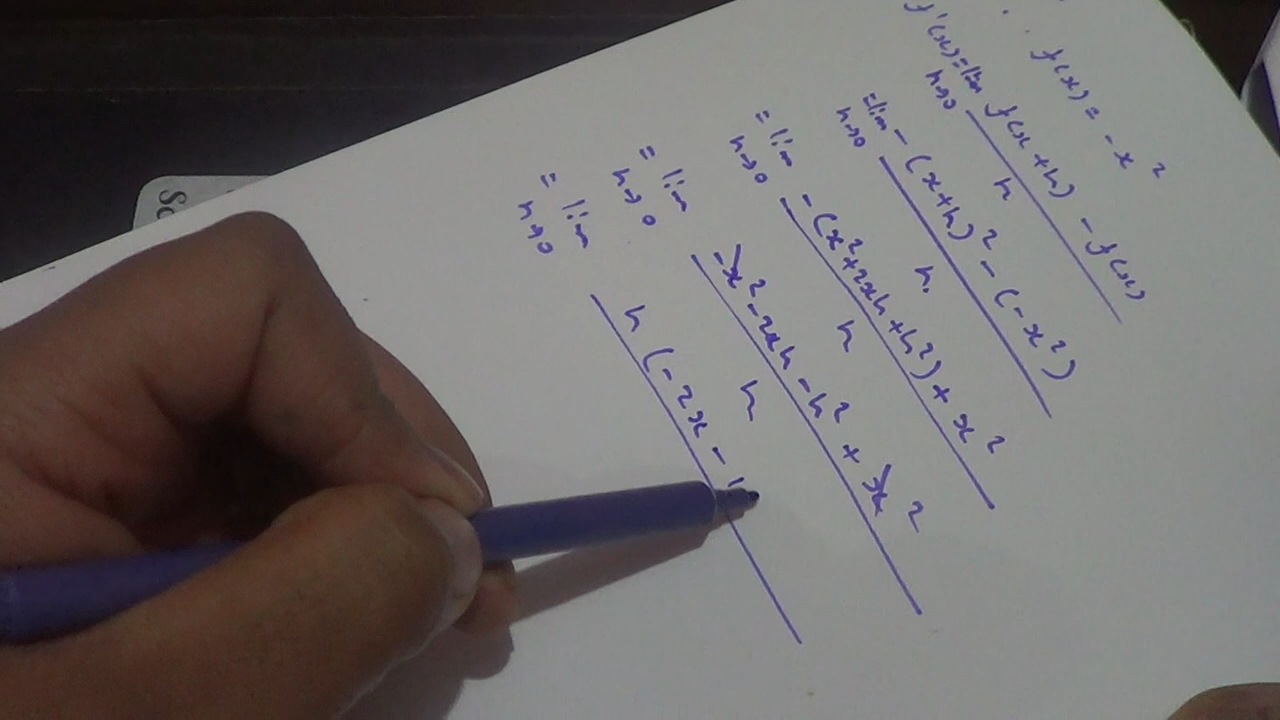 f(x) = -x²
f'(x) = lim f(x+h) - f(x)
h→0 h
= lim -(x+h)² - (-x²)
h→0 h
= lim -(x²+2xh+h²) + x²
h→0 h
= lim -x² - 2xh - h² + x²
h→0 h
= lim h(-2x -
h→0
Sc